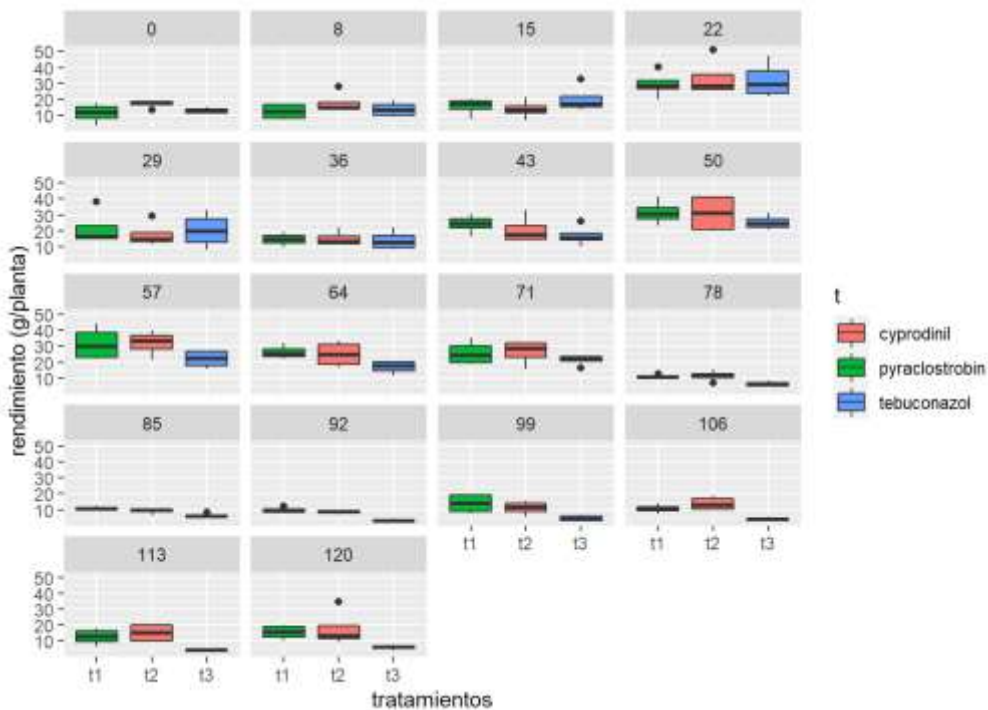 0 8 15 22
50
40
30
20
10
29 36 43 50
50
40
30
20
10
57 64 71 78
50
40
30
20
10
85 92 99 106
50
40
30
20
10
t1 t2 t3 t1 t2 t3
113 120
50
40
30
20
10
t1 t2 t3 t1 t2 t3
tratamientos
rendimiento (g/planta)
t
cyprodinil
pyraclostrobin
tebuconazol